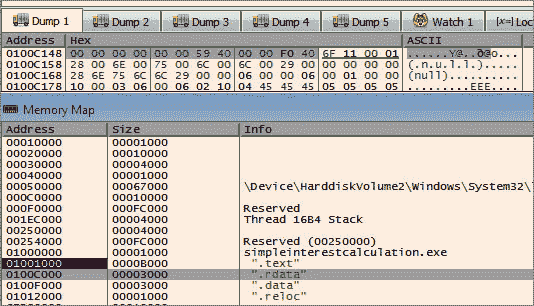 Dump 1 Dump 2 Dump 3 Dump 4 Dump 5 Watch 1 [x=] Loc
Address Hex ASCII
0100C148 00 00 00 00 00 00 59 40 00 00 F0 40 6F 11 00 01 ......Y@..ð@o...
0100C158 28 00 6E 00 75 00 6C 00 6C 00 29 00 00 00 00 00 (.n.u.l.l.).....
0100C168 28 6E 75 6C 6C 29 00 00 06 00 00 06 00 01 00 00 (null)..........
0100C178 10 00 03 06 00 06 02 10 04 45 45 45 05 05 05 05 .........EEE....
Memory Map
Address Size Info
00010000 00001000
00020000 00001000
00030000 00004000
00040000 00001000
00050000 00067000 \Device\HarddiskVolume2\Windows\System32\
000C0000 00010000
000F0000 000FC000 Reserved
001EC000 00004000 Thread 16B4 Stack
00250000 00004000
00254000 000FC000 Reserved (00250000)
01000000 00001000 simpleinterestcalculation.exe
01001000 0000B000 ".text"
0100C000 00003000 ".rdata"
0100F000 00003000 ".data"
01012000 00001000 ".reloc"